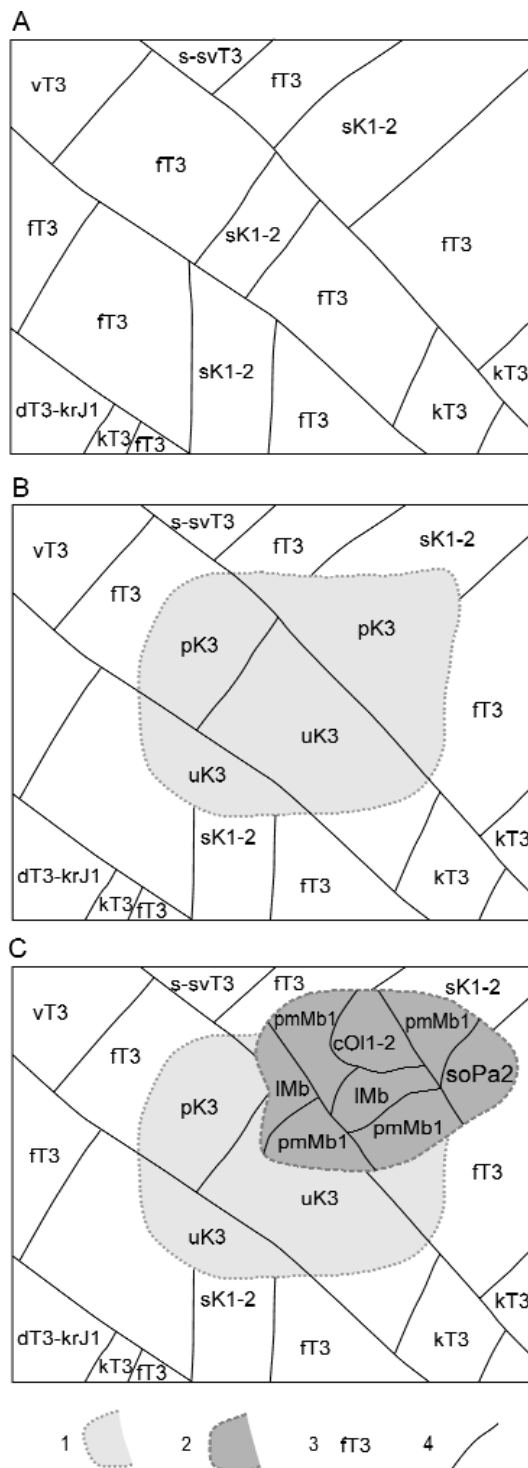 A
s-svT3
vT3
fT3
sK1-2
fT3
fT3
sK1-2
fT3
fT3
fT3
sK1-2
kT3
dT3-krJ1
kT3
fT3
fT3
kT3
B
s-svT3
vT3
fT3
sK1-2
fT3
pK3
pK3
fT3
uK3
uK3
sK1-2
kT3
dT3-krJ1
kT3
fT3
fT3
kT3
C
s-svT3
fT3
sK1-2
vT3
pmMb1
pmMb1
cOl1-2
fT3
soPa2
pK3
lMb
lMb
fT3
pmMb1
pmMb1
uK3
fT3
uK3
sK1-2
kT3
dT3-krJ1
kT3
fT3
fT3
kT3
1 2 3 fT3 4